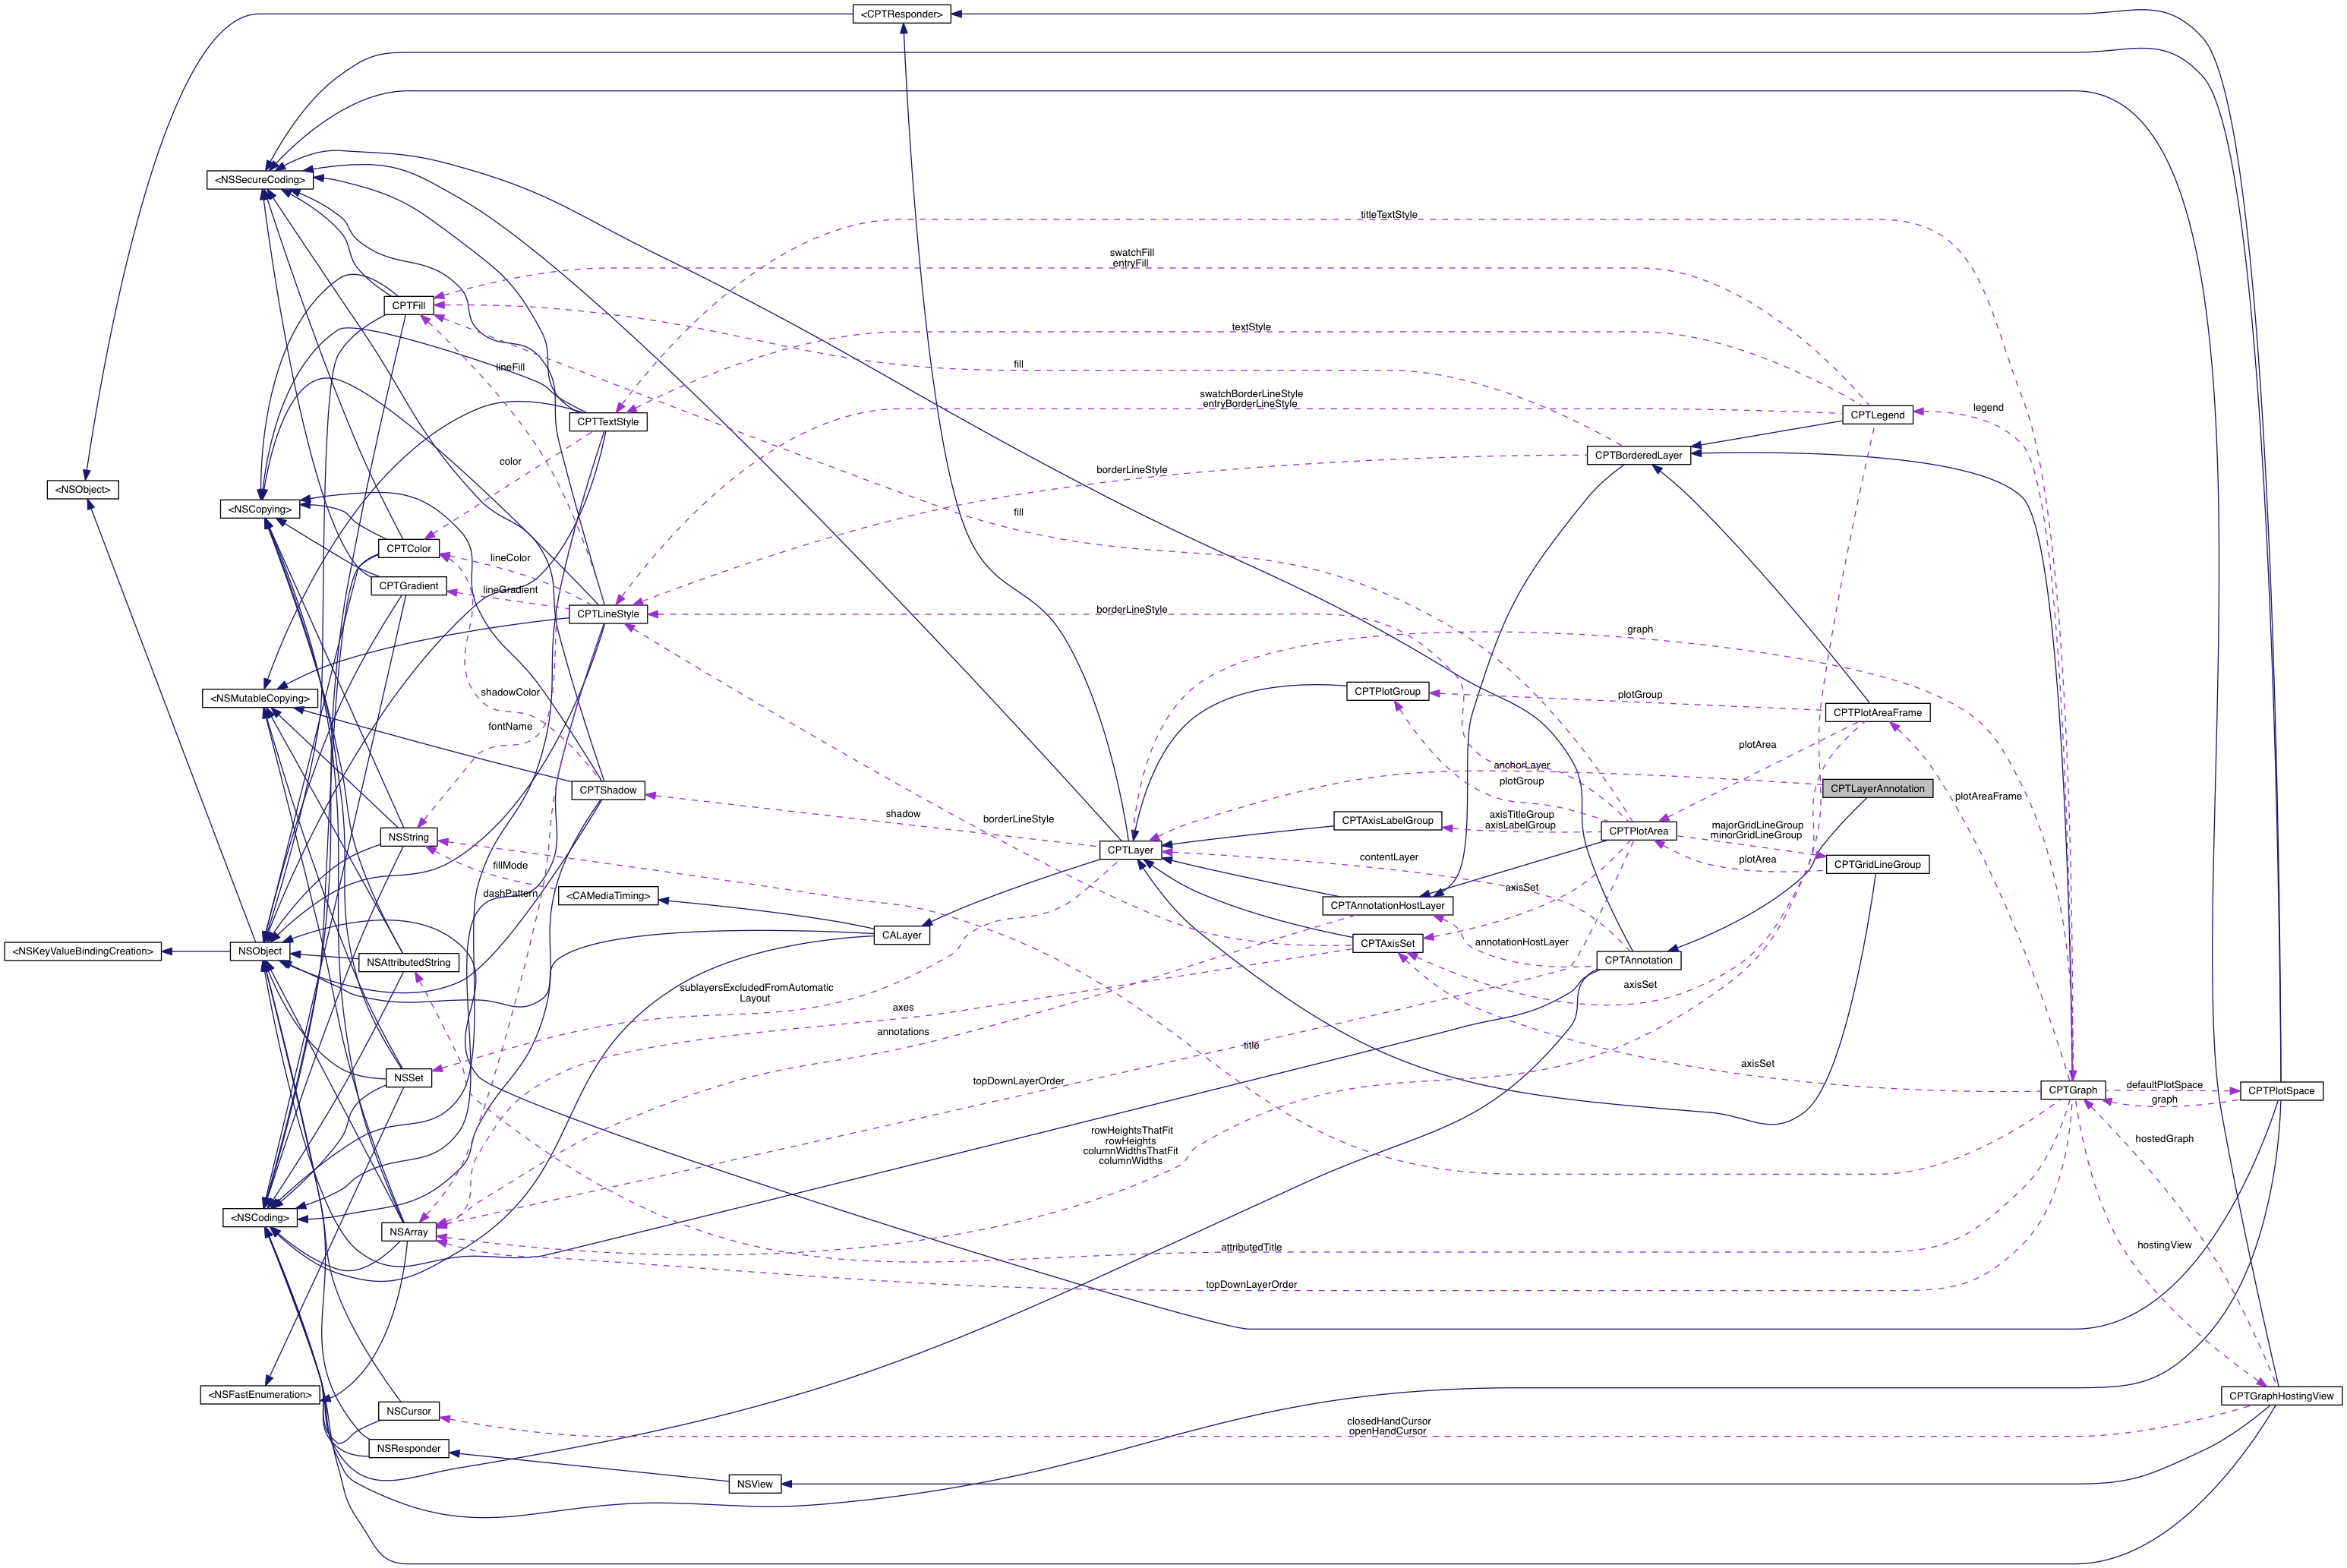 <CPTResponder>
<NSSecureCoding>
titleTextStyle
swatchFill
entryFill
CPTFill
textStyle
fill
lineFill
swatchBorderLineStyle
entryBorderLineStyle
legend
CPTLegend
CPTTextStyle
CPTBorderedLayer
color
borderLineStyle
<NSObject>
<NSCopying>
fill
CPTColor
lineColor
CPTGradient
lineGradient
CPTLineStyle
borderLineStyle
graph
shadowColor
CPTPlotGroup
plotGroup
<NSMutableCopying>
CPTPlotAreaFrame
fontName
plotArea
anchorLayer
plotGroup
CPTShadow
CPTLayerAnnotation
plotAreaFrame
shadow
borderLineStyle
axisTitleGroup
axisLabelGroup
CPTAxisLabelGroup
CPTPlotArea
majorGridLineGroup
minorGridLineGroup
NSString
CPTLayer
contentLayer
plotArea
CPTGridLineGroup
fillMode
dashPattern
<CAMediaTiming>
axisSet
CPTAnnotationHostLayer
CALayer
CPTAxisSet
annotationHostLayer
<NSKeyValueBindingCreation>
NSObject
NSAttributedString
CPTAnnotation
sublayersExcludedFromAutomatic
Layout
axisSet
axes
annotations
title
axisSet
NSSet
topDownLayerOrder
CPTGraph
defaultPlotSpace
CPTPlotSpace
graph
rowHeightsThatFit
rowHeights
columnWidthsThatFit
columnWidths
hostedGraph
<NSCoding>
NSArray
attributedTitle
hostingView
topDownLayerOrder
<NSFastEnumeration>
CPTGraphHostingView
NSCursor
closedHandCursor
openHandCursor
NSResponder
NSView